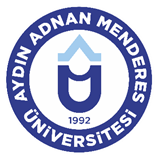 AYDIN ADNAN MENDERES
ÜNİVERSİTESİ
1992